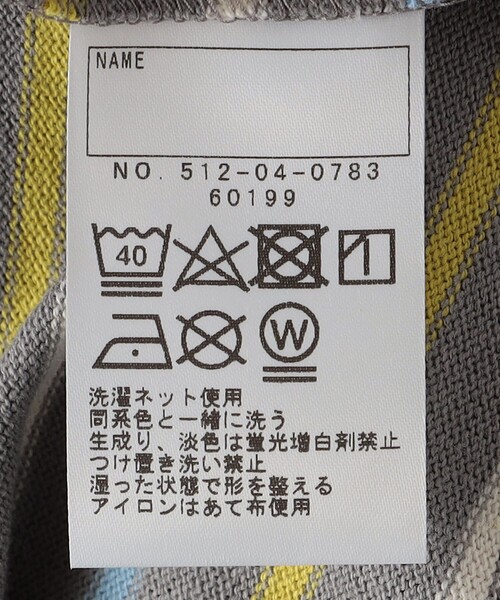 NAME
NO. 512-04-0783
60199
40
W
洗濯ネット使用
同系色と一緒に洗う
生成り、淡色は蛍光増白剤禁止
つけ置き洗い禁止
湿った状態で形を整える
アイロンはあて布使用